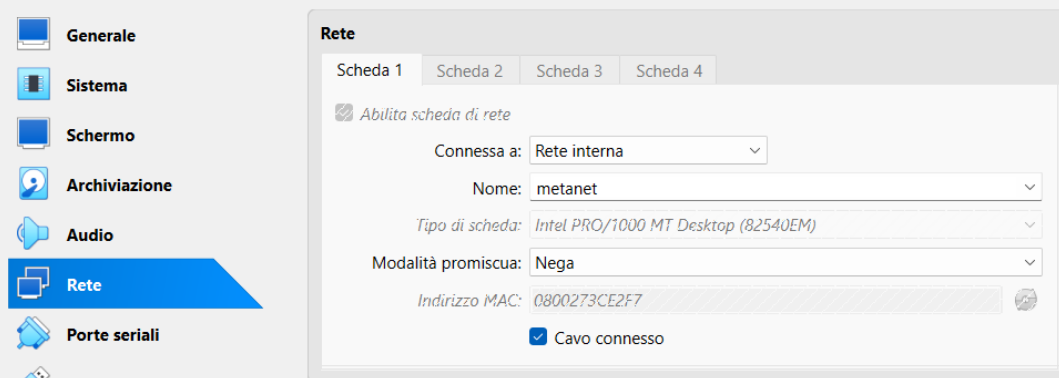 Generale
Sistema
Schermo
Archiviazione
Audio
Rete
Porte seriali
Rete
Scheda 1 Scheda 2 Scheda 3 Scheda 4
Abilita scheda di rete
Connessa a: Rete interna
Nome: metanet
Tipo di scheda: Intel PRO/1000 MT Desktop (82540EM)
Modalità promiscua: Nega
Indirizzo MAC: 0800273CE2F7
Cavo connesso